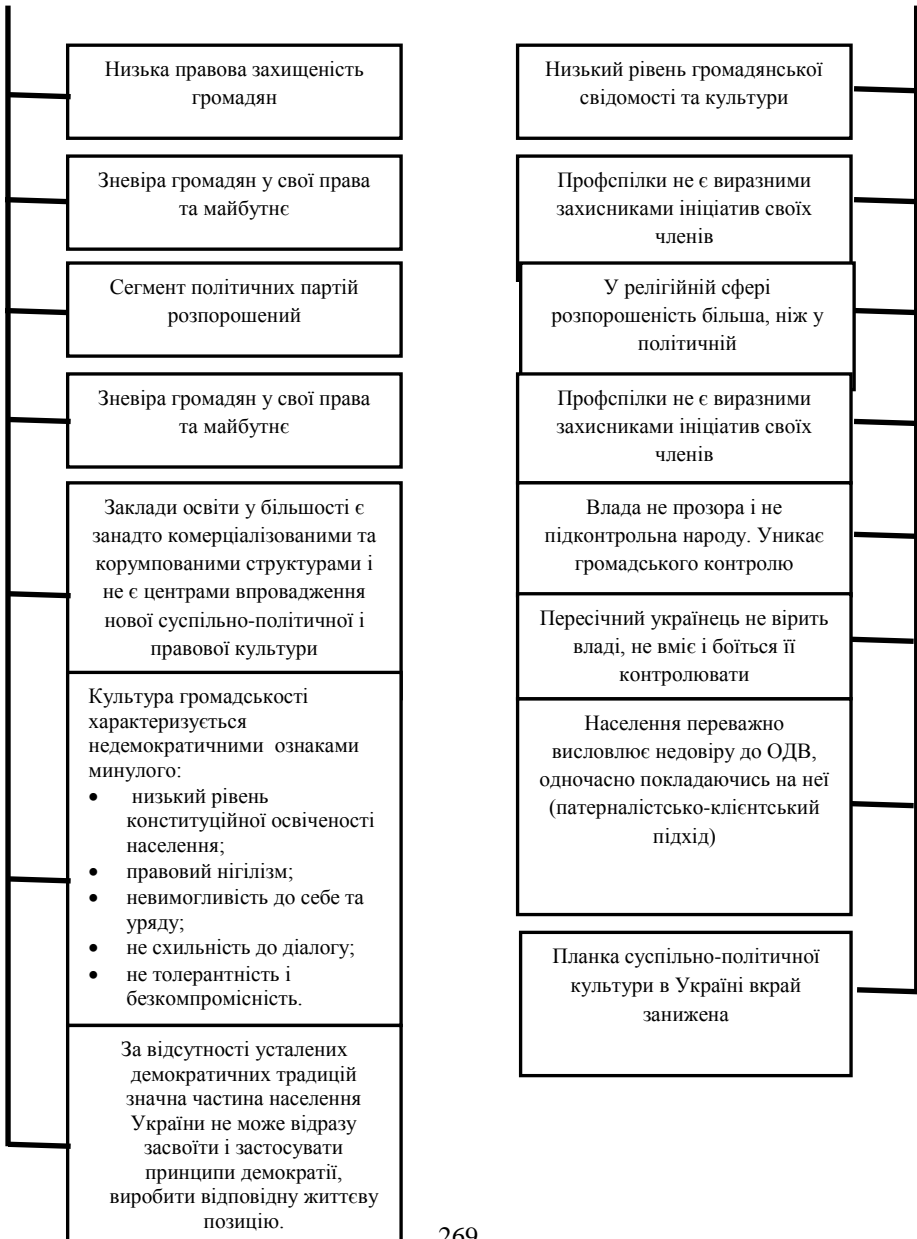 Низька правова захищеність
громадян
Зневіра громадян у свої права
та майбутнє
Сегмент політичних партій
розпорошений
Зневіра громадян у свої права
та майбутнє
Заклади освіти у більшості є
занадто комерціалізованими та
корумпованими структурами і
не є центрами впровадження
нової суспільно-політичної і
правової культури
Культура громадськості
характеризується
недемократичними ознаками
минулого:
• низький рівень
конституційної освіченості
населення;
• правовий нігілізм;
• невимогливість до себе та
уряду;
• не схильність до діалогу;
• не толерантність і
безкомпромісність.
За відсутності усталених
демократичних традицій
значна частина населення
України не може відразу
засвоїти і застосувати
принципи демократії,
виробити відповідну життєву
позицію.
Низький рівень громадянської
свідомості та культури
Профспілки не є виразними
захисниками ініціатив своїх
членів
У релігійній сфері
розпорошеність більша, ніж у
політичній
Профспілки не є виразними
захисниками ініціатив своїх
членів
Влада не прозора і не
підконтрольна народу. Уникає
громадського контролю
Пересічний українець не вірить
владі, не вміє і боїться її
контролювати
Населення переважно
висловлює недовіру до ОДВ,
одночасно покладаючись на неї
(патерналістсько-клієнтський
підхід)
Планка суспільно-політичної
культури в Україні вкрай
занижена
269